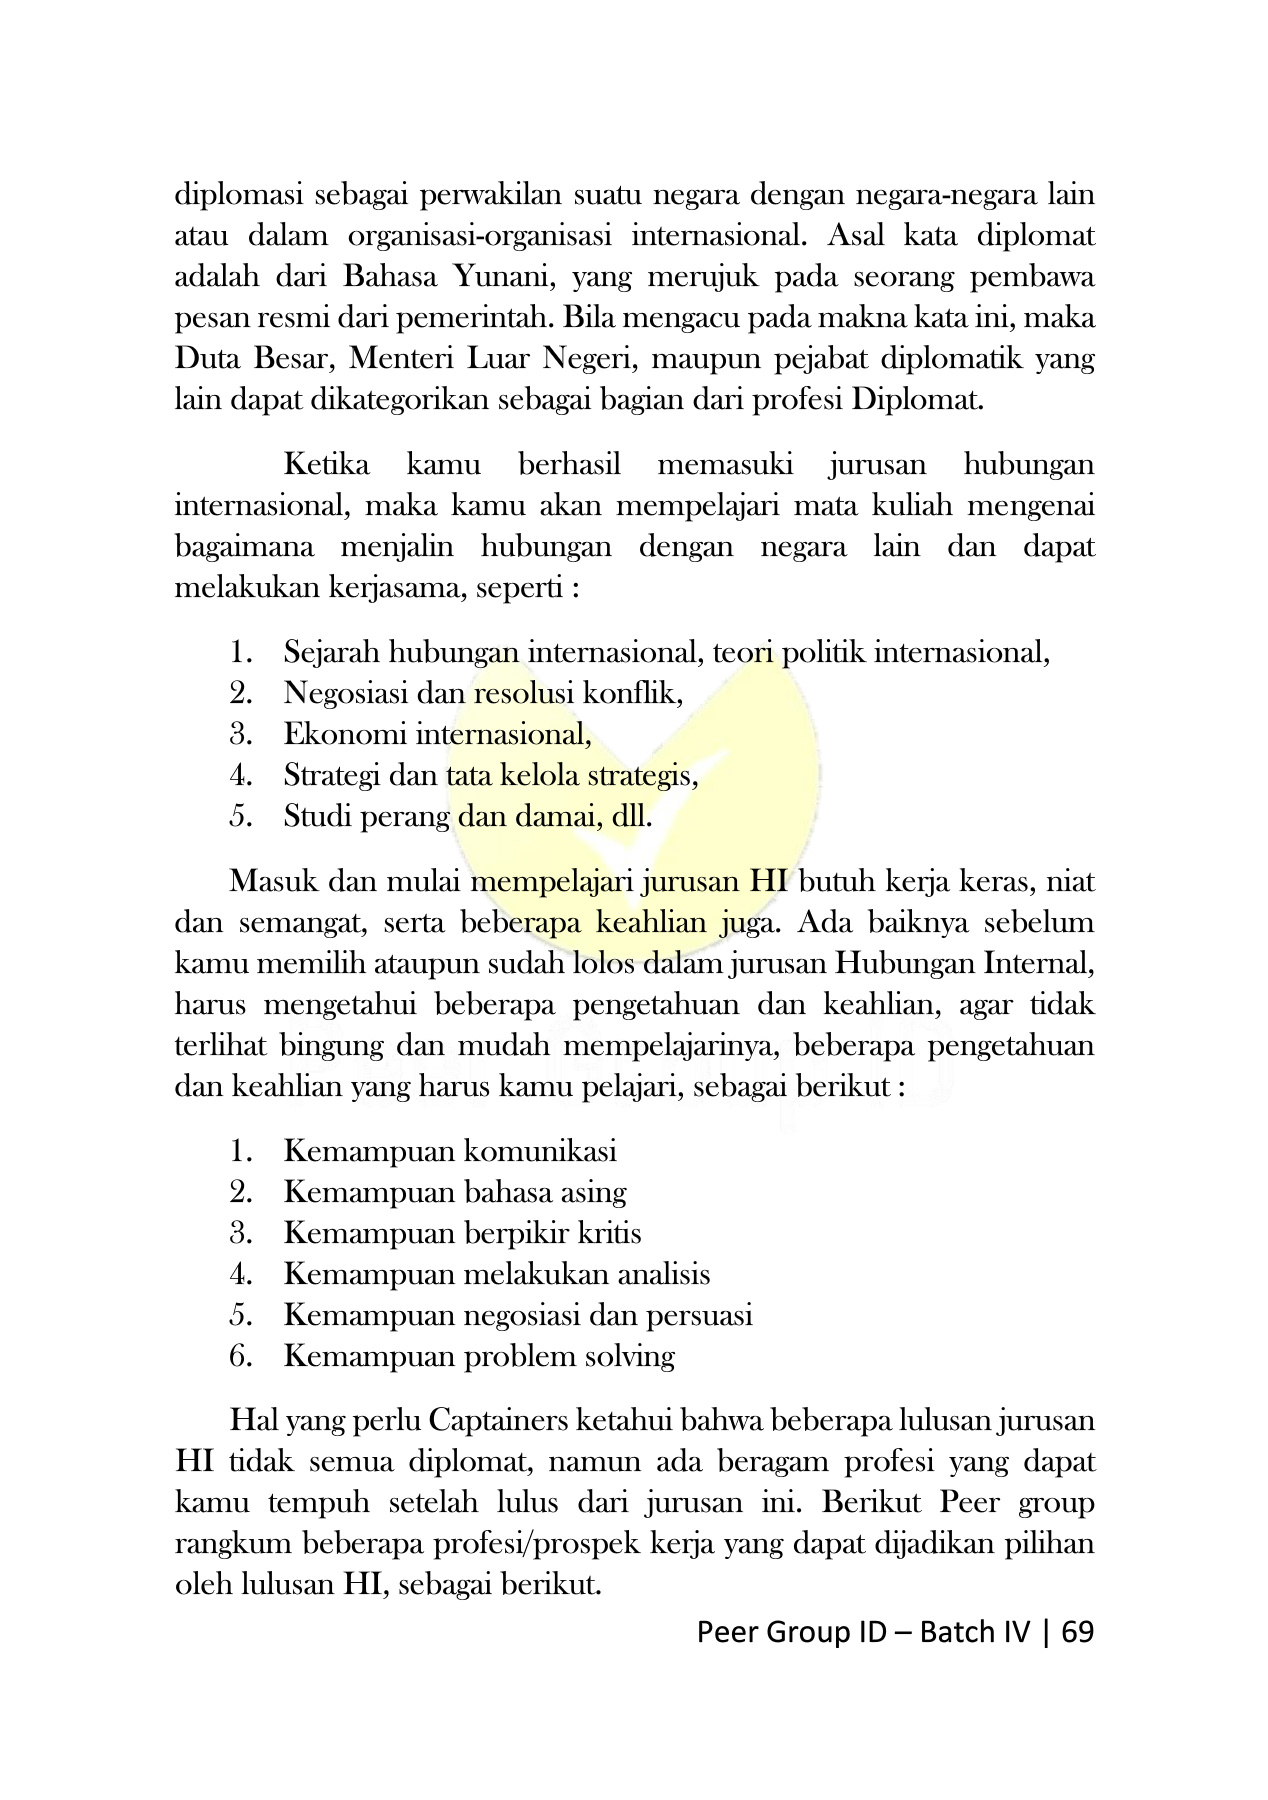 diplomasi sebagai perwakilan suatu negara dengan negara-negara lain
atau dalam organisasi-organisasi internasional. Asal kata diplomat
adalah dari Bahasa Yunani, yang merujuk pada seorang pembawa
pesan resmi dari pemerintah. Bila mengacu pada makna kata ini, maka
Duta Besar, Menteri Luar Negeri, maupun pejabat diplomatik yang
lain dapat dikategorikan sebagai bagian dari profesi Diplomat.
Ketika kamu berhasil memasuki jurusan hubungan
internasional, maka kamu akan mempelajari mata kuliah mengenai
bagaimana menjalin hubungan dengan negara lain dan dapat
melakukan kerjasama, seperti :
1. Sejarah hubungan internasional, teori politik internasional,
2. Negosiasi dan resolusi konflik,
3. Ekonomi internasional,
4. Strategi dan tata kelola strategis,
5. Studi perang dan damai, dll.
Masuk dan mulai mempelajari jurusan HI butuh kerja keras, niat
dan semangat, serta beberapa keahlian juga. Ada baiknya sebelum
kamu memilih ataupun sudah lolos dalam jurusan Hubungan Internal,
harus mengetahui beberapa pengetahuan dan keahlian, agar tidak
terlihat bingung dan mudah mempelajarinya, beberapa pengetahuan
dan keahlian yang harus kamu pelajari, sebagai berikut :
1. Kemampuan komunikasi
2. Kemampuan bahasa asing
3. Kemampuan berpikir kritis
4. Kemampuan melakukan analisis
5. Kemampuan negosiasi dan persuasi
6. Kemampuan problem solving
Hal yang perlu Captainers ketahui bahwa beberapa lulusan jurusan
HI tidak semua diplomat, namun ada beragam profesi yang dapat
kamu tempuh setelah lulus dari jurusan ini. Berikut Peer group
rangkum beberapa profesi/prospek kerja yang dapat dijadikan pilihan
oleh lulusan HI, sebagai berikut.
Peer Group ID – Batch IV | 69